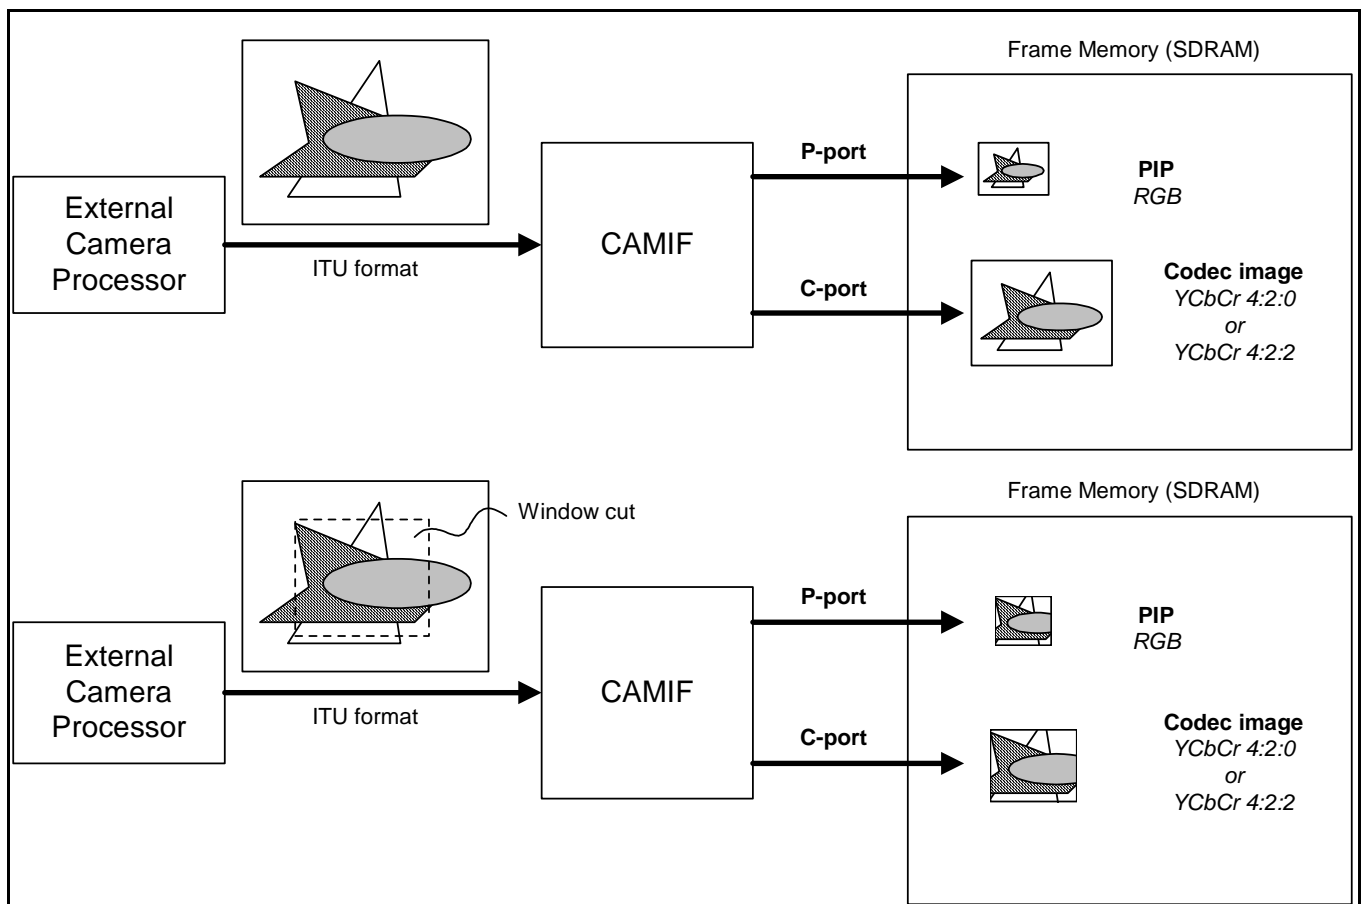 Frame Memory (SDRAM)
External
Camera
Processor
ITU format
CAMIF
P-port
C-port
PIP
RGB
Codec image
YCbCr 4:2:0
or
YCbCr 4:2:2
Frame Memory (SDRAM)
Window cut
External
Camera
Processor
ITU format
CAMIF
P-port
C-port
PIP
RGB
Codec image
YCbCr 4:2:0
or
YCbCr 4:2:2